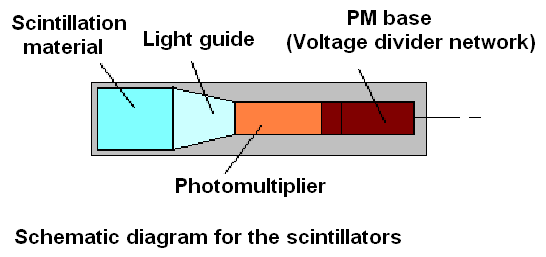 Scintillation
material
Light guide
PM base
(Voltage divider network)
Photomultiplier
Schematic diagram for the scintillators